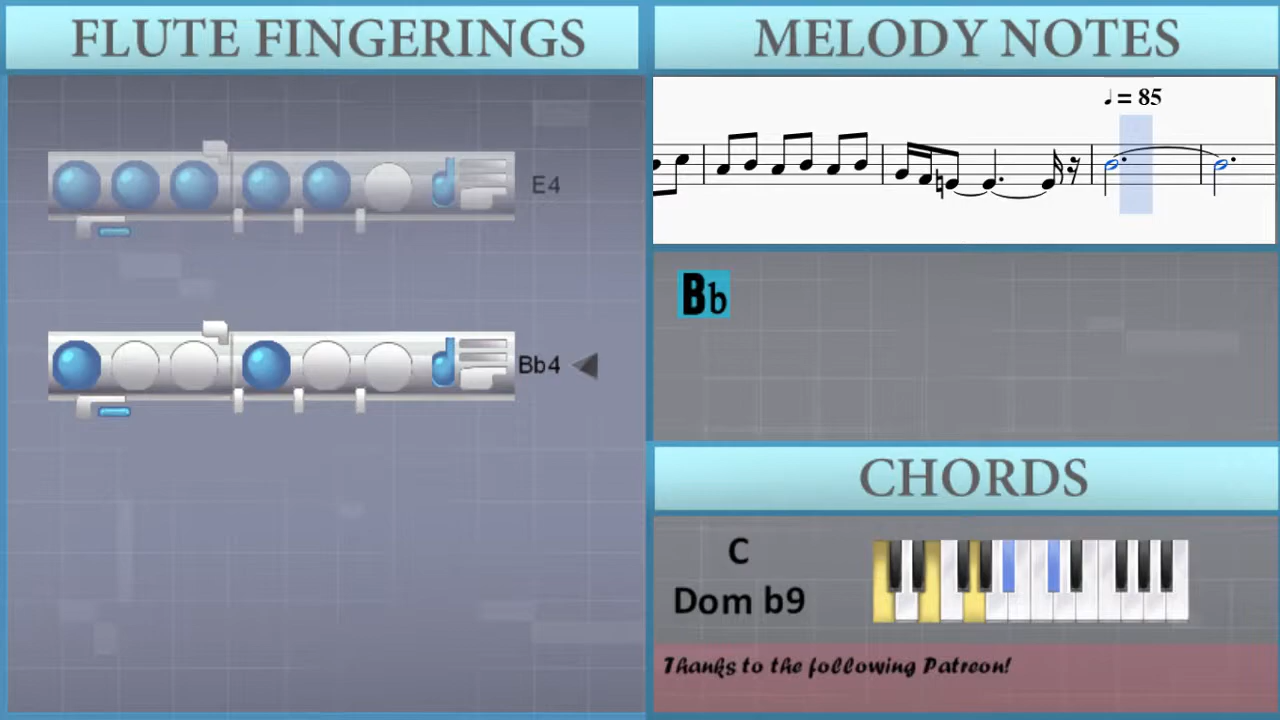 FLUTE FINGERINGS
E4
Bb4
MELODY NOTES
♩ = 85
Bb
CHORDS
C
Dom b9
Thanks to the following Patreon!